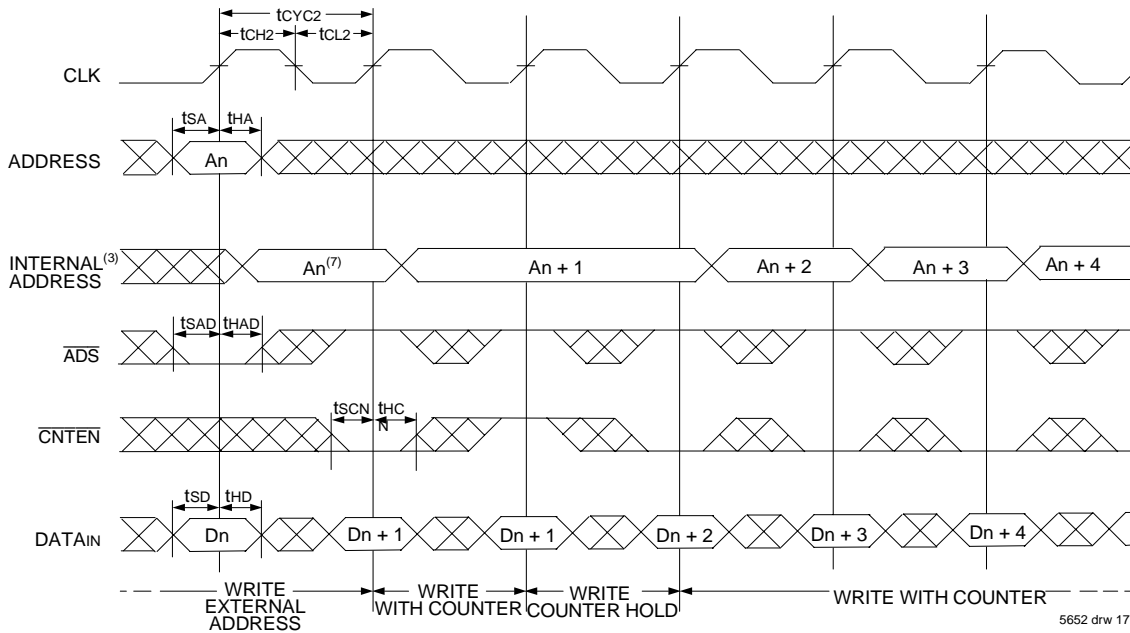 tCYC2
tCH2 tCL2
CLK
tSA tHA
ADDRESS An
INTERNAL(3) ADDRESS An(7) An + 1 An + 2 An + 3 An + 4
tSAD tHAD
ADS
tSCN tHCN
CNTEN
tSD tHD
DATAIN Dn Dn + 1 Dn + 1 Dn + 2 Dn + 3 Dn + 4
WRITE EXTERNAL ADDRESS
WRITE WITH COUNTER
WRITE COUNTER HOLD
WRITE WITH COUNTER
5652 drw 17